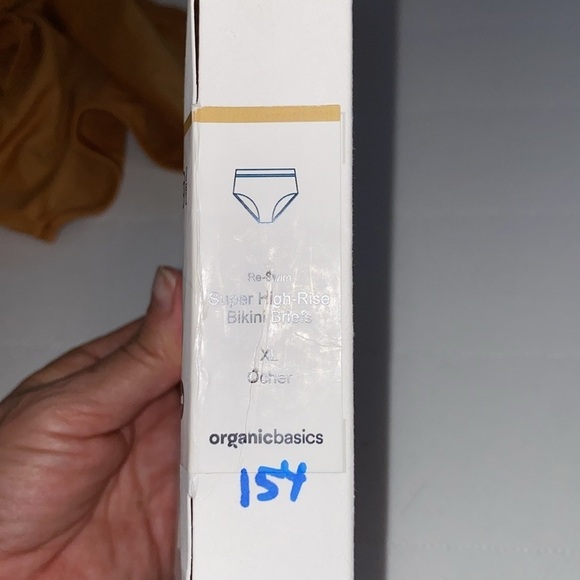 Re-Swim
Super High-Rise
Bikini Briefs
XL
Ocher
organicbasics
154